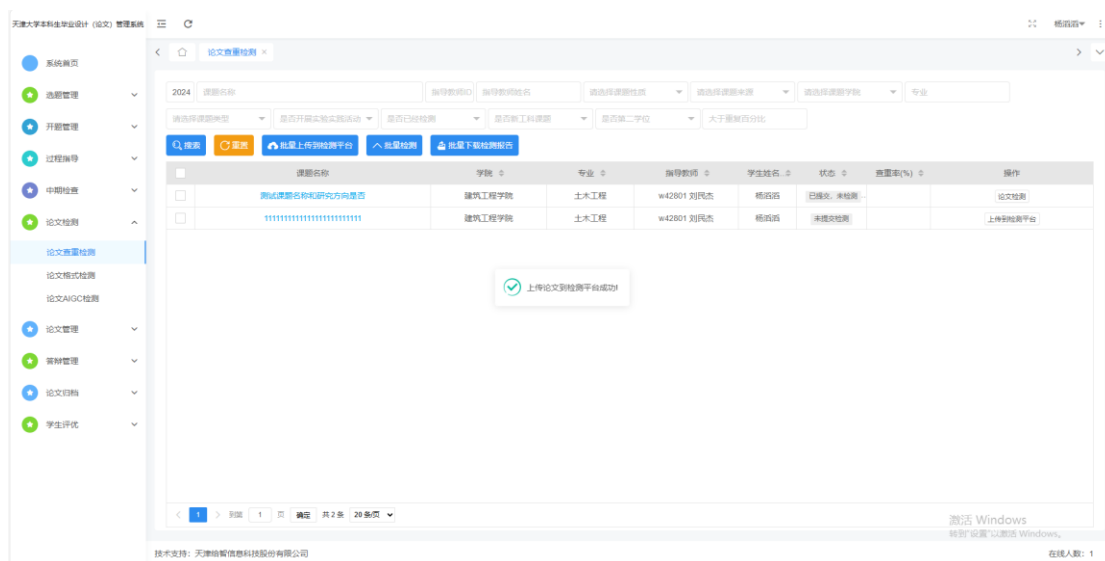 天津大学本科生毕业设计（论文）管理系统
杨滔滔
系统首页
论文查重检测 ×
选题管理
2024 课题名称 指导教师ID 指导教师姓名 请选择课题性质 请选择课题来源 请选择课题学院 专业
开题管理
请选择课题类型 是否开展实验实践活动 是否已经检测 是否新工科课题 是否第二学位 大于重复百分比
搜索 重置 批量上传到检测平台 批量检测 批量下载检测报告
过程指导
课题名称 学院 专业 指导教师 学生姓名... 状态 查重率(%) 操作
中期检查
测试课题名称和研究方向是否 建筑工程学院 土木工程 w42801 刘民杰 杨滔滔 已提交，未检测... 论文检测
论文检测
建筑工程学院 土木工程 w42801 刘民杰 杨滔滔 未提交检测 上传到检测平台
论文查重检测
论文格式检测
论文AIGC检测
上传论文到检测平台成功!
论文管理
答辩管理
论文归档
学生评优
1 到第 1 页 确定 共 2 条 20 条/页
激活 Windows
转到"设置"以激活 Windows。
技术支持：天津给智信息科技股份有限公司
在线人数：1